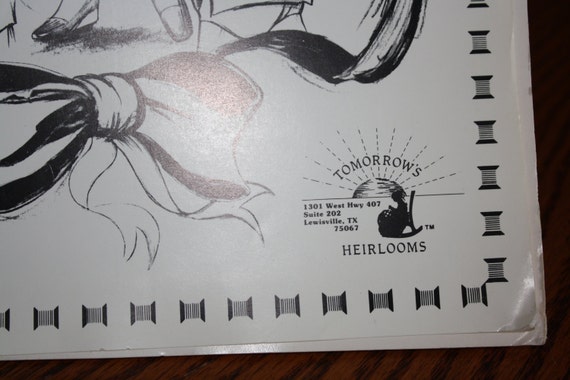 TOMORROW'S
1301 West Hwy 407
Suite 202
Lewisville, TX
75067
TM
HEIRLOOMS